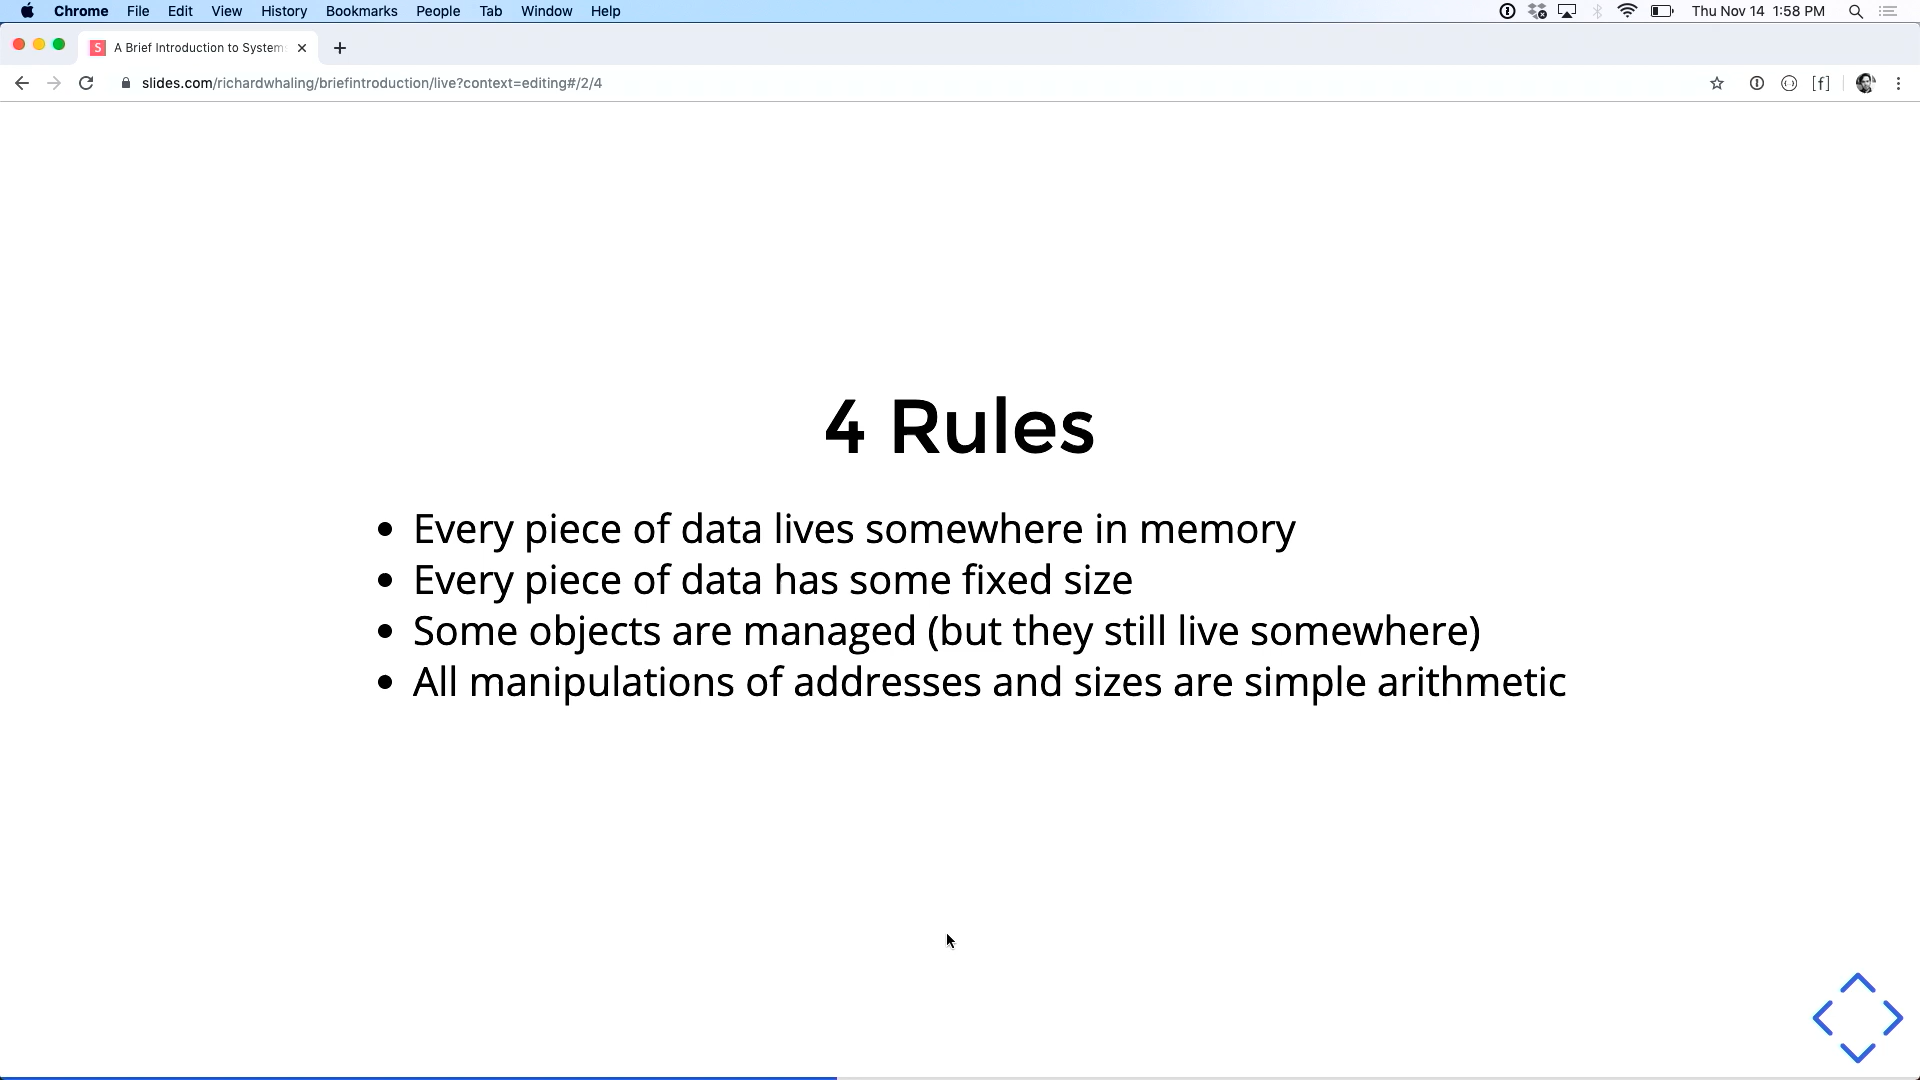 Chrome File Edit View History Bookmarks People Tab Window Help Thu Nov 14 1:58 PM
S A Brief Introduction to System
slides.com/richardwhaling/briefintroduction/live?context=editing#/2/4 [f]
4 Rules
• Every piece of data lives somewhere in memory
• Every piece of data has some fixed size
• Some objects are managed (but they still live somewhere)
• All manipulations of addresses and sizes are simple arithmetic